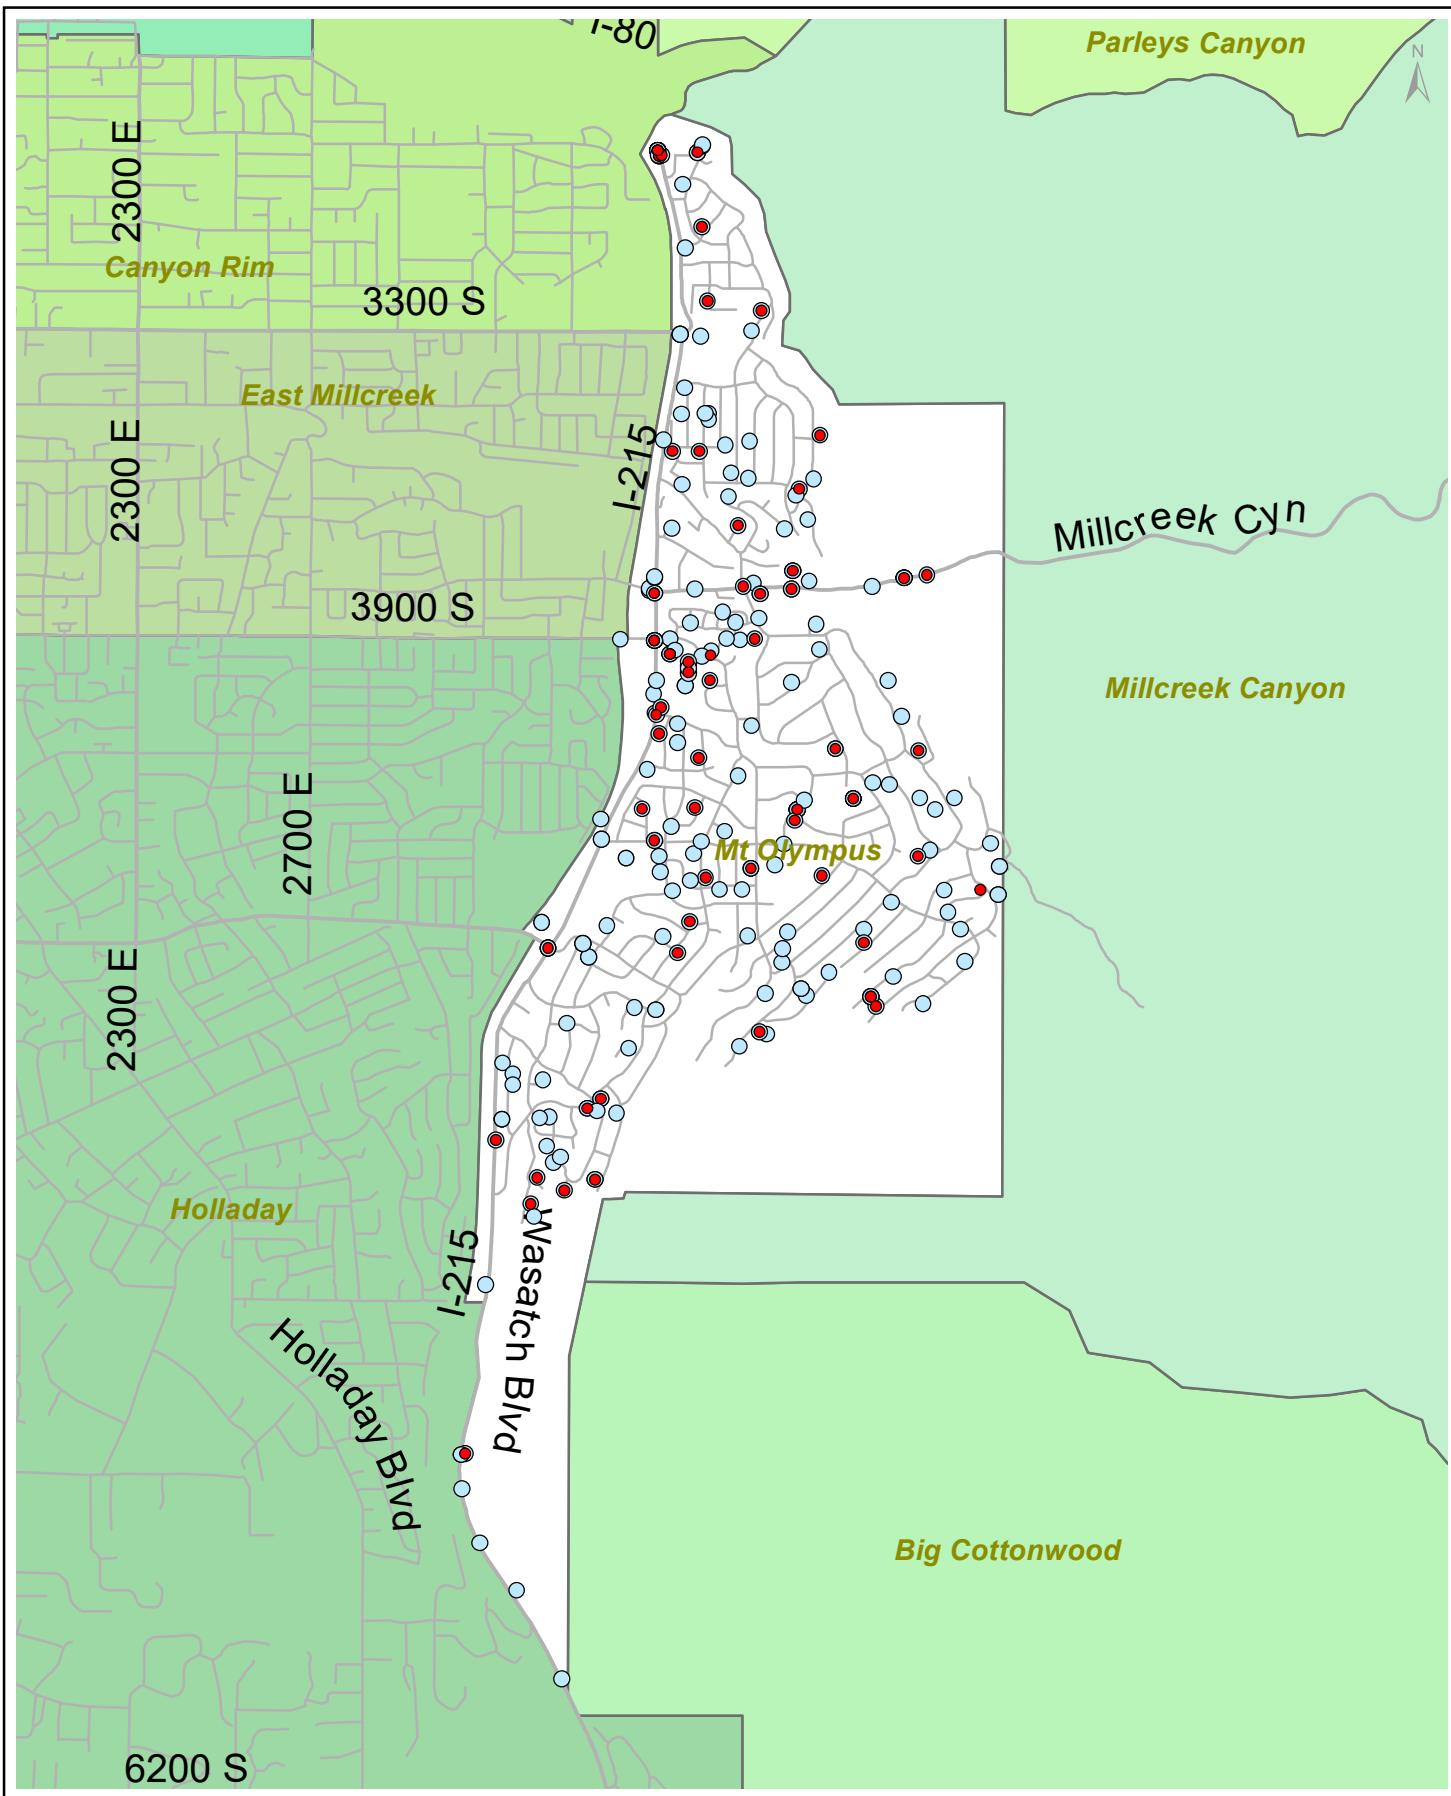 I-80
Parleys Canyon
N
2300 E
Canyon Rim
3300 S
East Millcreek
2300 E
I-215
Millcreek Cyn
3900 S
Millcreek Canyon
2700 E
Mt Olympus
2300 E
Holladay
I-215
Wasatch Blvd
Holladay Blvd
Big Cottonwood
6200 S